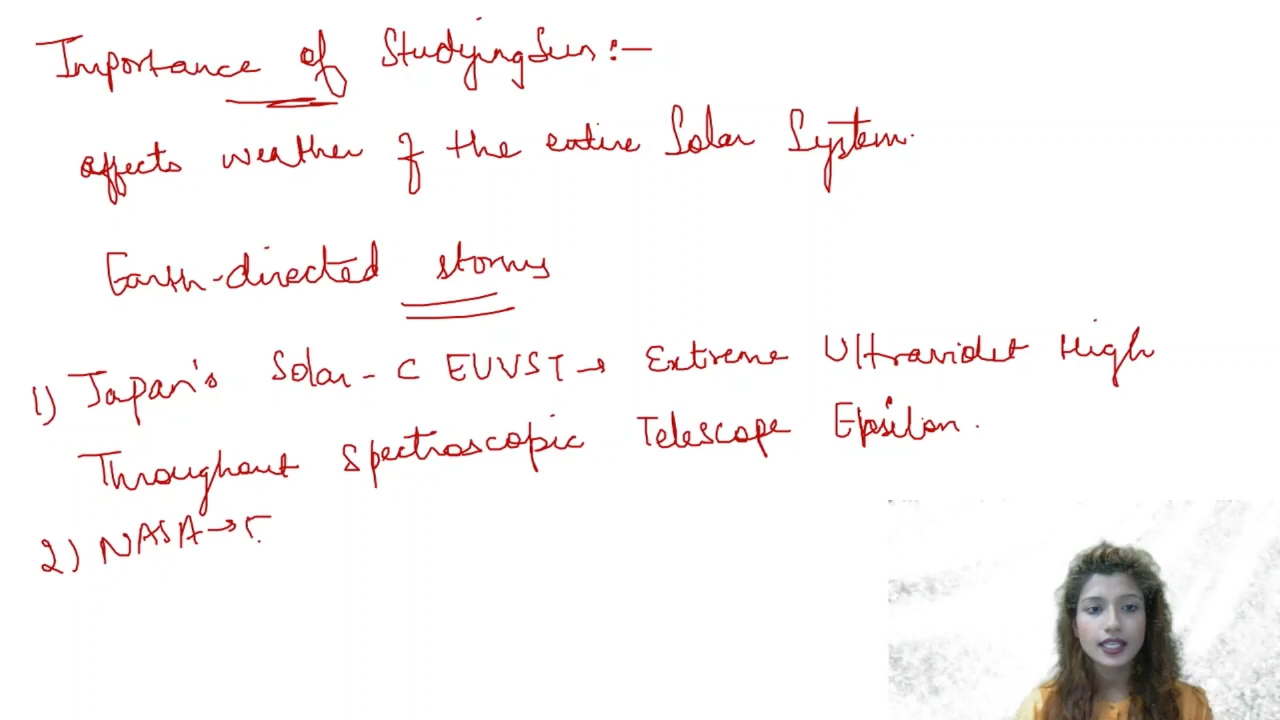 Importance of Studying Sun :-
affects weather of the entire Solar System.
Earth-directed storms
1) Japan's Solar-C EUVST → Extreme Ultraviolet High
Throughout Spectroscopic Telescope Epsilon.
2) NASA →